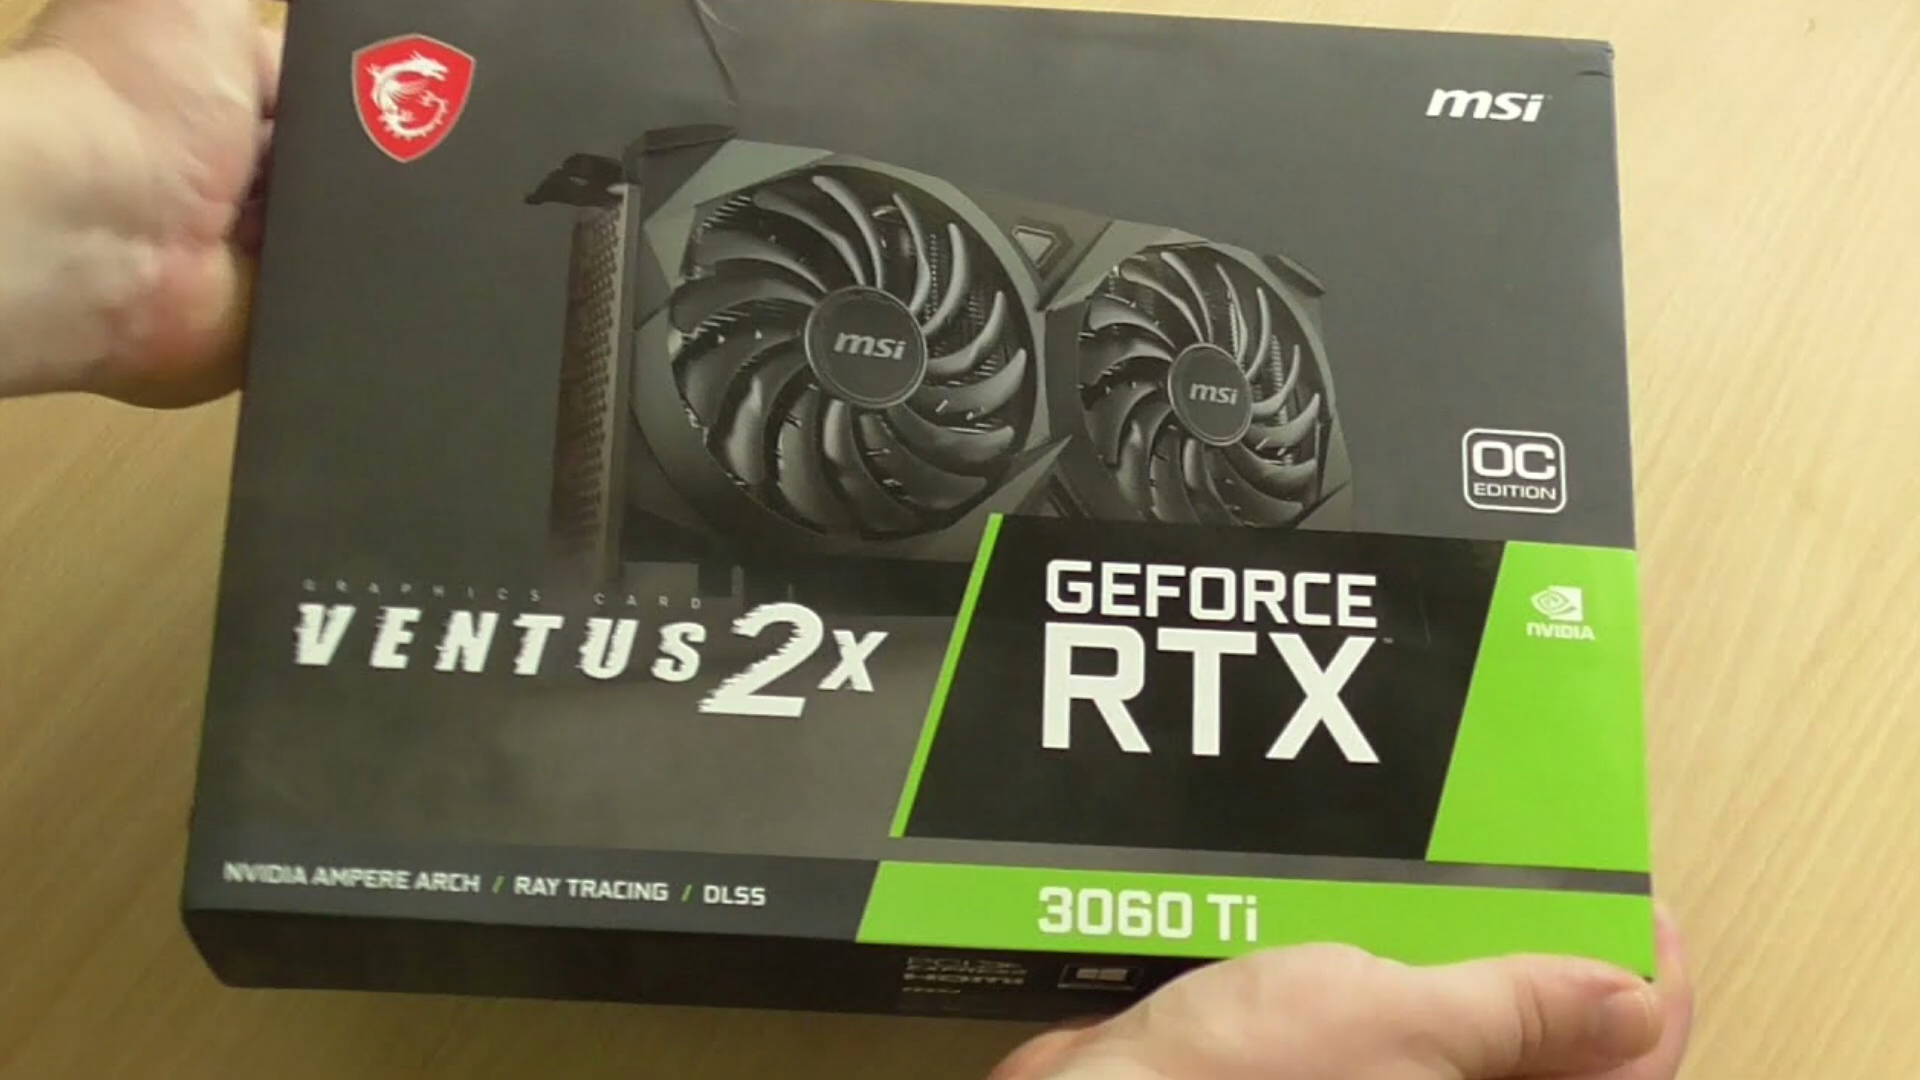 msi
msi
msi
OC
EDITION
GRAPHICS CARD
VENTUS 2X
GEFORCE
RTX™
NVIDIA
NVIDIA AMPERE ARCH / RAY TRACING / DLSS
3060 Ti